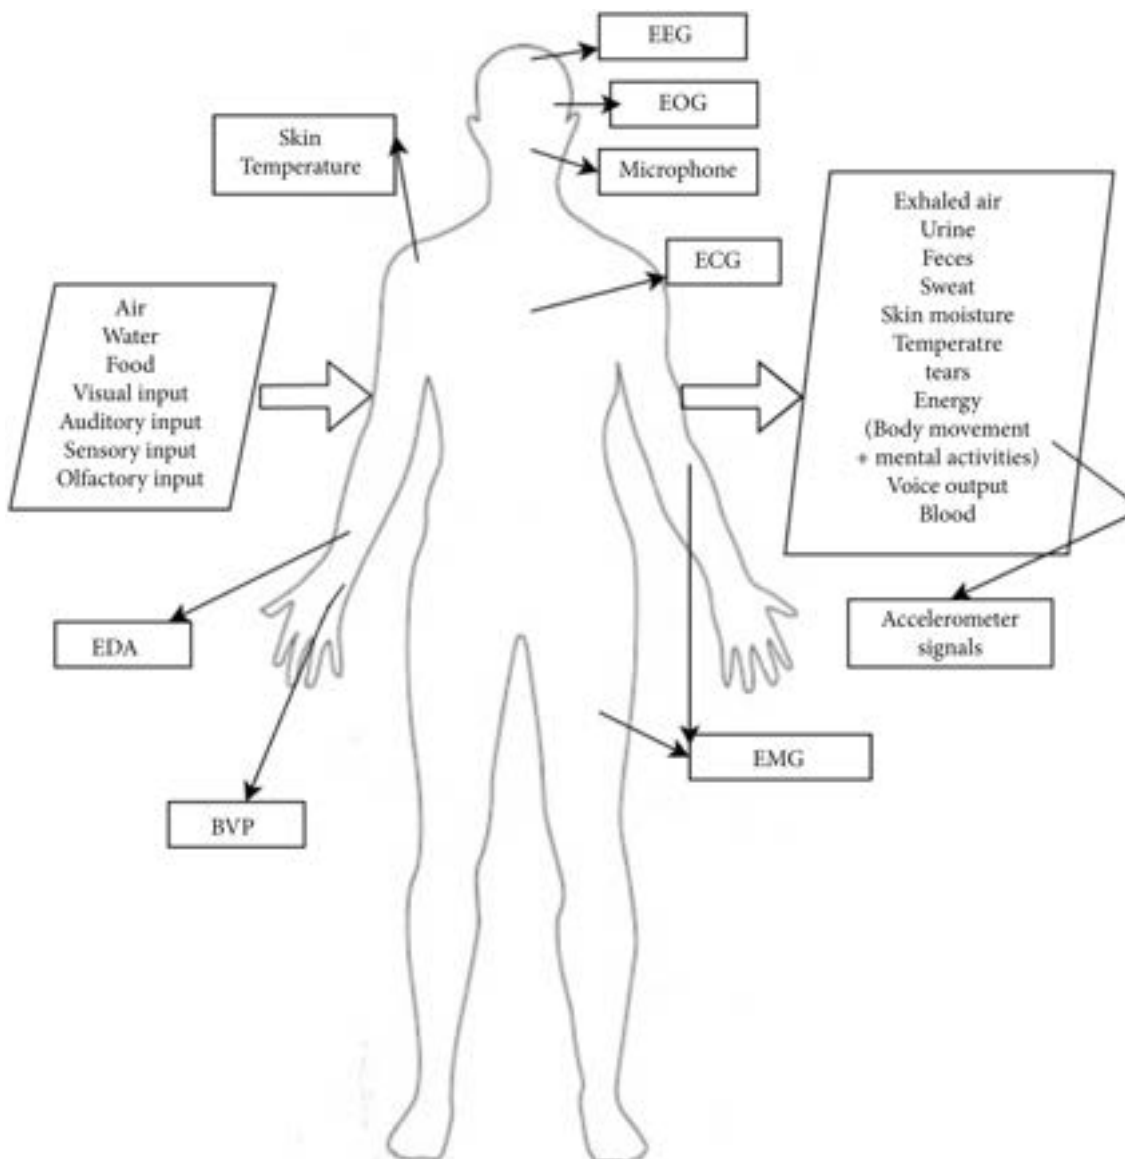 EEG
EOG
Skin
Temperature
Microphone
Exhaled air
Urine
Feces
Sweat
Skin moisture
Temperatre
tears
Energy
(Body movement
+ mental activities)
Voice output
Blood
ECG
Air
Water
Food
Visual input
Auditory input
Sensory input
Olfactory input
EDA
Accelerometer
signals
EMG
BVP